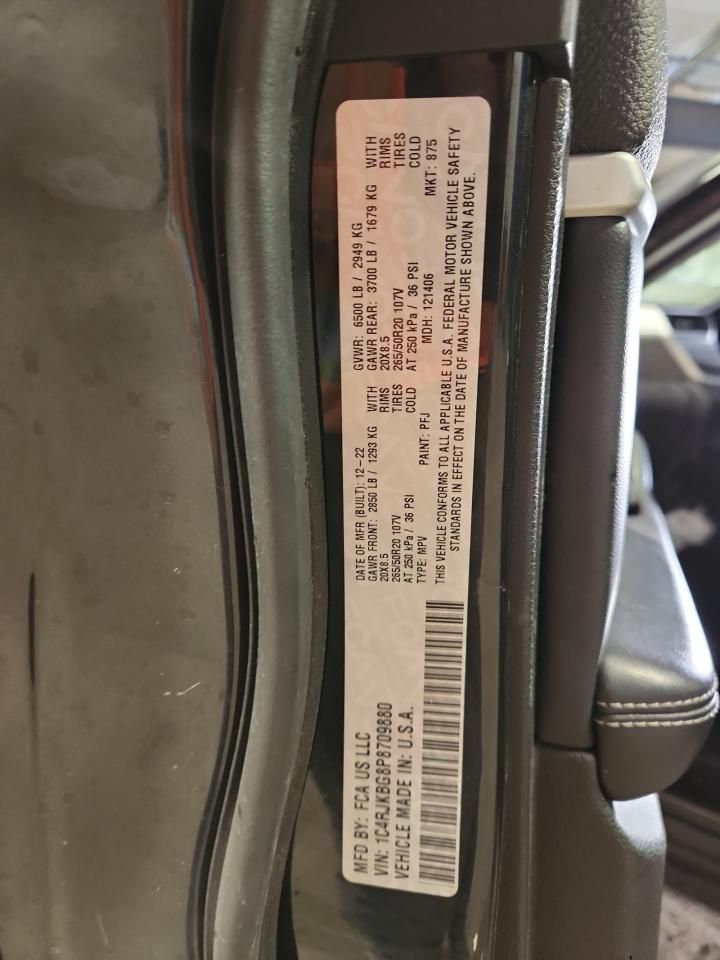 MFD BY: FCA US LLC
VIN: 1C4RJKBG8P8709880
VEHICLE MADE IN: U.S.A.
DATE OF MFR (BUILT): 12-22 GVWR: 6500 LB / 2949 KG
GAWR FRONT: 2850 LB / 1293 KG WITH GAWR REAR: 3700 LB / 1679 KG WITH
20X8.5 RIMS 20X8.5 RIMS
265/50R20 107V TIRES 265/50R20 107V TIRES
AT 250 kPa / 36 PSI COLD AT 250 kPa / 36 PSI COLD
TYPE: MPV PAINT: PFJ MDH: 121406 MKT: 875
THIS VEHICLE CONFORMS TO ALL APPLICABLE U.S.A. FEDERAL MOTOR VEHICLE SAFETY
STANDARDS IN EFFECT ON THE DATE OF MANUFACTURE SHOWN ABOVE.